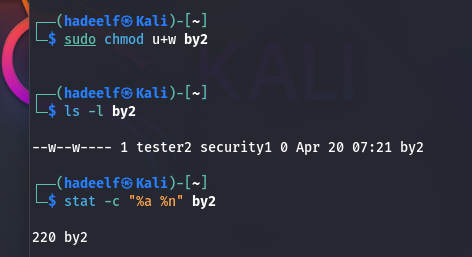 ┌──(hadeelf㉿Kali)-[~]
└─$ sudo chmod u+w by2
┌──(hadeelf㉿Kali)-[~]
└─$ ls -l by2
--w--w---- 1 tester2 security1 0 Apr 20 07:21 by2
┌──(hadeelf㉿Kali)-[~]
└─$ stat -c "%a %n" by2
220 by2
KALI